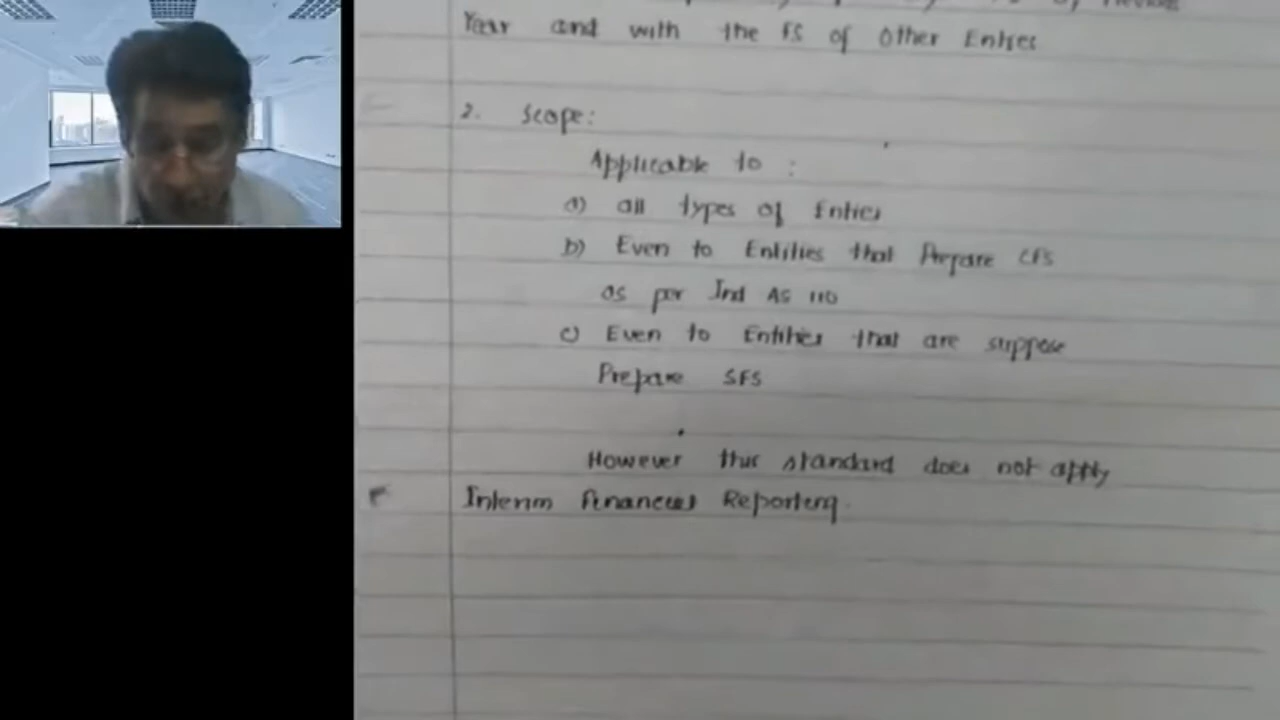 Year and with the FS of Other Enties
2. Scope:
Applicable to :
a) all types of Enties
b) Even to Entities that Prepare CFS
as per Ind AS 110
c) Even to Entities that are suppose
Prepare SFS
However this standard does not apply
Interim Financial Reporting.